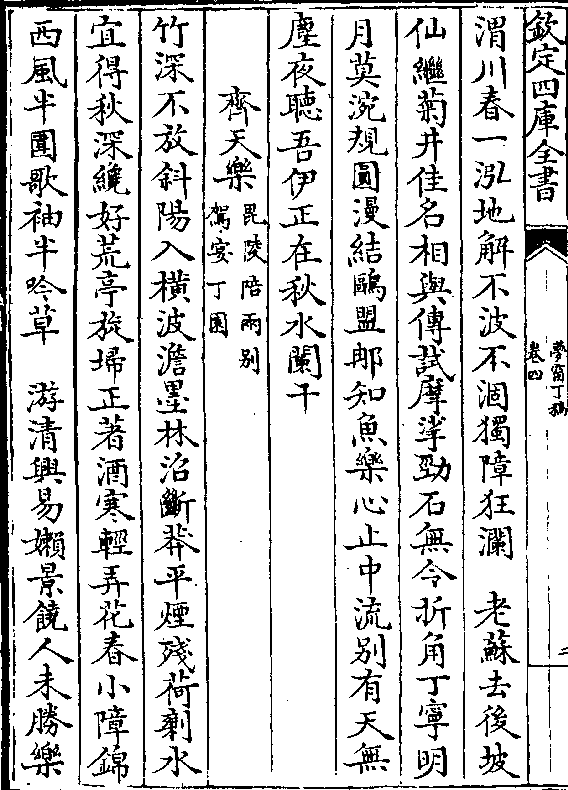 欽定四庫全書
夢窗丁稿
卷四
二
渭川春一泓地解不波不涸獨障狂瀾　老蘇去後坡
仙繼菊井佳名相與傳試摩挲勁石無令折角丁寧明
月莫涴規圓漫結鷗盟那知魚樂心止中流别有天無
塵夜聽吾伊正在秋水闌干
齊天樂
毘陵陪兩别
駕宴丁園
竹深不放斜陽入橫波澹墨林沼斷莽平煙殘荷剩水
宜得秋深纔好荒亭旋埽正著酒寒輕弄花春小障錦
西風半圍歌袖半吟草　游清興易嬾景饒人未勝樂